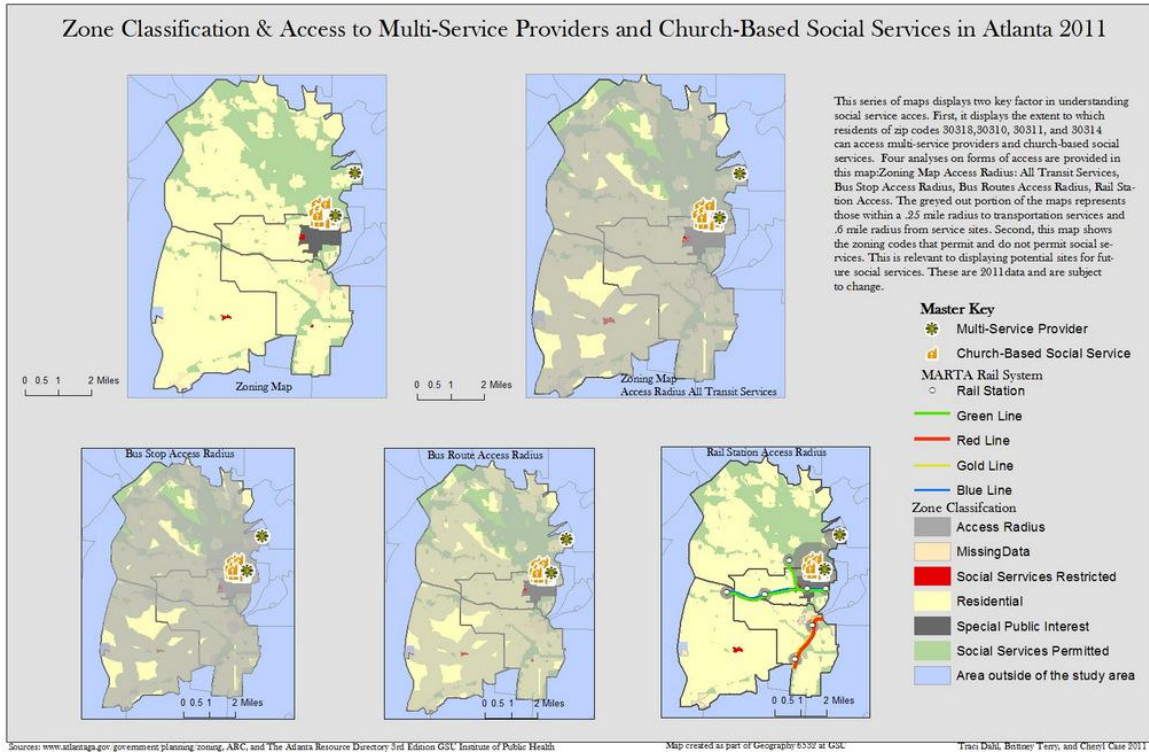 Zone Classification & Access to Multi-Service Providers and Church-Based Social Services in Atlanta 2011
This series of maps displays two key factor in understanding
social service acces. First, it displays the extent to which
residents of zip codes 30318,30310, 30311, and 30314
can access multi-service providers and church-based social
services. Four analyses on forms of access are provided in
this map:Zoning Map Access Radius: All Transit Services,
Bus Stop Access Radius, Bus Routes Access Radius, Rail Sta-
tion Access. The greyed out portion of the maps represents
those within a .25 mile radius to transportation services and
.6 mile radius from service sites. Second, this map shows
the zoning codes that permit and do not permit social se-
vices. This is relevant to displaying potential sites for fut-
ure social services. These are 2011data and are subject
to change.
0 0.5 1 2 Miles
Zoning Map
0 0.5 1 2 Miles
Zoning Map
Access Radius All Transit Services
Master Key
Multi-Service Provider
Church-Based Social Service
MARTA Rail System
Rail Station
Green Line
Red Line
Gold Line
Blue Line
Zone Classifcation
Access Radius
MissingData
Social Servcices Restricted
Residential
Special Public Interest
Social Services Permitted
Area outside of the study area
Bus Stop Access Radius
0 0.5 1 2 Miles
Bus Route Access Radius
0 0.5 1 2 Miles
Rail Station Access Radius
0 0.5 1 2 Miles
Sources: www.atlantaga.gov/government/planning/zoning, ARC, and The Atlanta Resource Directory 3rd Edition GSU Institute of Public Health
Map created as part of Geography 6532 at GSU
Traci Dahl, Britney Terry, and Cheryl Case 2011